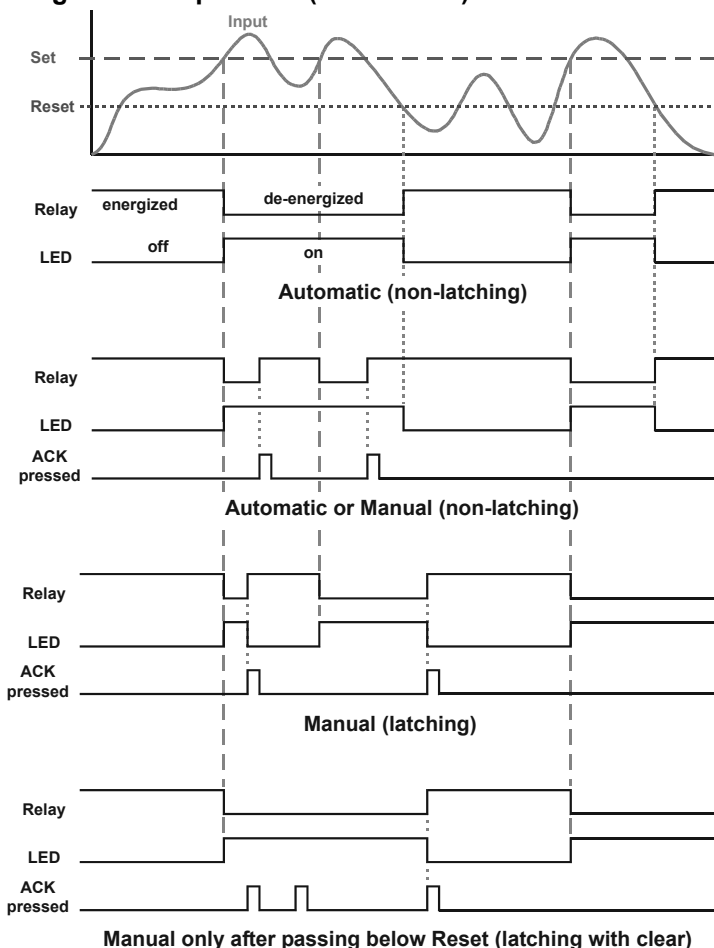 Input
Set
Reset
Relay energized de-energized
LED off on
Automatic (non-latching)
Relay
LED
ACK
pressed
Automatic or Manual (non-latching)
Relay
LED
ACK
pressed
Manual (latching)
Relay
LED
ACK
pressed
Manual only after passing below Reset (latching with clear)